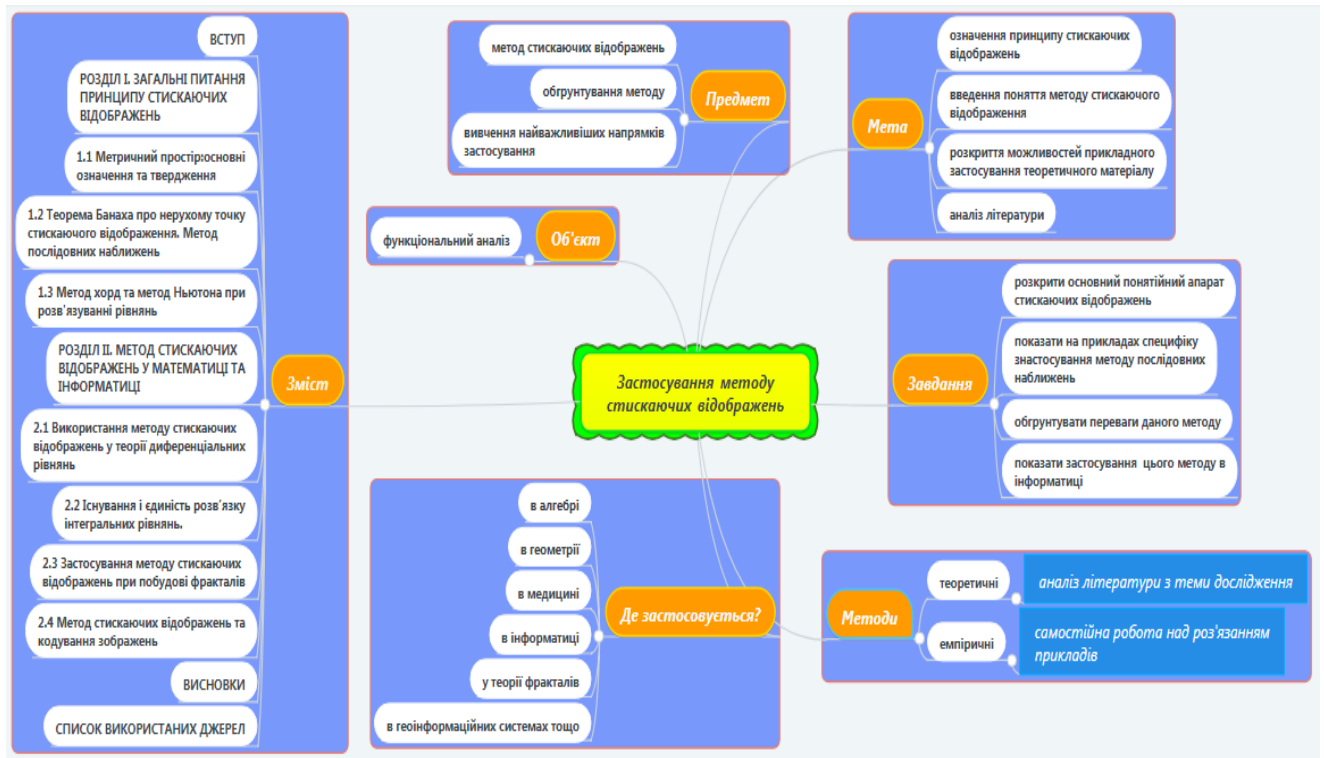 ВСТУП
РОЗДІЛ І. ЗАГАЛЬНІ ПИТАННЯ
ПРИНЦИПУ СТИСКАЮЧИХ
ВІДОБРАЖЕНЬ
1.1 Метричний простір:основні
означення та твердження
1.2 Теорема Банаха про нерухому точку
стискаючого відображення. Метод
послідовних наближень
1.3 Метод хорд та метод Ньютона при
розв'язуванні рівнянь
РОЗДІЛ ІІ. МЕТОД СТИСКАЮЧИХ
ВІДОБРАЖЕНЬ У МАТЕМАТИЦІ ТА
ІНФОРМАТИЦІ
2.1 Використання методу стискаючих
відображень у теорії диференціальних
рівнянь
2.2 Існування і єдиність розв'язку
інтегральних рівнянь.
2.3 Застосування методу стискаючих
відображень при побудові фракталів
2.4 Метод стискаючих відображень та
кодування зображень
ВИСНОВКИ
СПИСОК ВИКОРИСТАНИХ ДЖЕРЕЛ
Зміст
метод стискаючих відображень
обгрунтування методу
вивчення найважливіших напрямків
застосування
Предмет
функціональний аналіз
Об'єкт
Застосування методу
стискаючих відображень
в алгебрі
в геометрії
в медицині
в інформатиці
у теорії фракталів
в геоінформаційних системах тощо
Де застосовується?
Мета
означення принципу стискаючих
відображень
введення поняття методу стискаючого
відображення
розкриття можливостей прикладного
застосування теоретичного матеріалу
аналіз літератури
Завдання
розкрити основний понятійний апарат
стискаючих відображень
показати на прикладах специфіку
знастосування методу послідовних
наближень
обгрунтувати переваги даного методу
показати застосування цього методу в
інформатиці
Методи
теоретичні
аналіз літератури з теми дослідження
емпіричні
самостійна робота над роз'язанням
прикладів